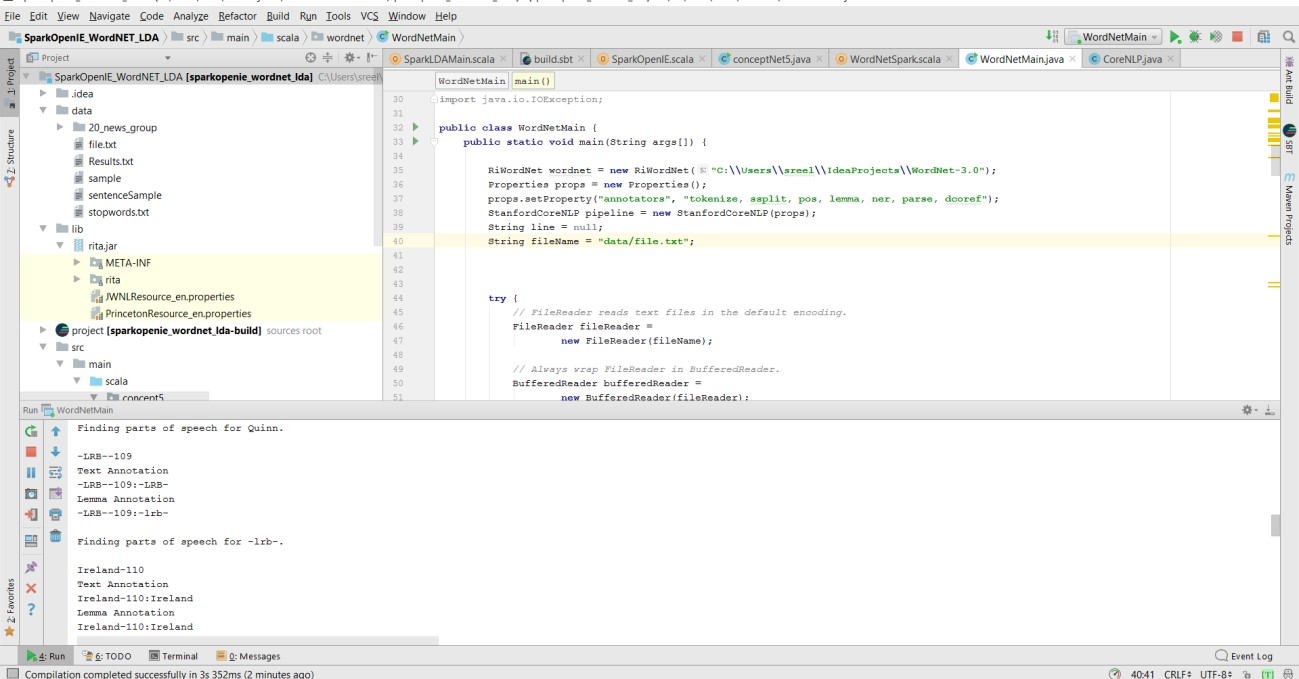 File Edit View Navigate Code Analyze Refactor Build Run Tools VCS Window Help
SparkOpenIE_WordNET_LDA src main scala wordnet WordNetMain
WordNetMain
Project
SparkLDAMain.scala build.sbt SparkOpenIE.scala conceptNet5.java WordNetSpark.scala WordNetMain.java CoreNLP.java
1: Project
Z: Structure
2: Favorites
Ant Build
SBT
Maven Projects
SparkOpenIE_WordNET_LDA [sparkopenie_wordnet_lda] C:\Users\sreel\
.idea
data
20_news_group
file.txt
Results.txt
sample
sentenceSample
stopwords.txt
lib
rita.jar
META-INF
rita
JWNLResource_en.properties
PrincetonResource_en.properties
project [sparkopenie_wordnet_lda-build] sources root
src
main
scala
concept5
WordNetMain main()
30 import java.io.IOException;
31
32 public class WordNetMain {
33 public static void main(String args[]) {
34
35 RiWordNet wordnet = new RiWordNet( s: "C:\\Users\\sreel\\IdeaProjects\\WordNet-3.0");
36 Properties props = new Properties();
37 props.setProperty("annotators", "tokenize, ssplit, pos, lemma, ner, parse, dcoref");
38 StanfordCoreNLP pipeline = new StanfordCoreNLP(props);
39 String line = null;
40 String fileName = "data/file.txt";
41
42
43
44 try {
45 // FileReader reads text files in the default encoding.
46 FileReader fileReader =
47 new FileReader(fileName);
48
49 // Always wrap FileReader in BufferedReader.
50 BufferedReader bufferedReader =
51 new BufferedReader(fileReader);
Run WordNetMain
Finding parts of speech for Quinn.
-LRB--109
Text Annotation
-LRB--109:-LRB-
Lemma Annotation
-LRB--109:-lrb-
Finding parts of speech for -lrb-.
Ireland-110
Text Annotation
Ireland-110:Ireland
Lemma Annotation
Ireland-110:Ireland
4: Run 6: TODO Terminal 0: Messages Event Log
Compilation completed successfully in 3s 352ms (2 minutes ago) 40:41 CRLF UTF-8 [T]